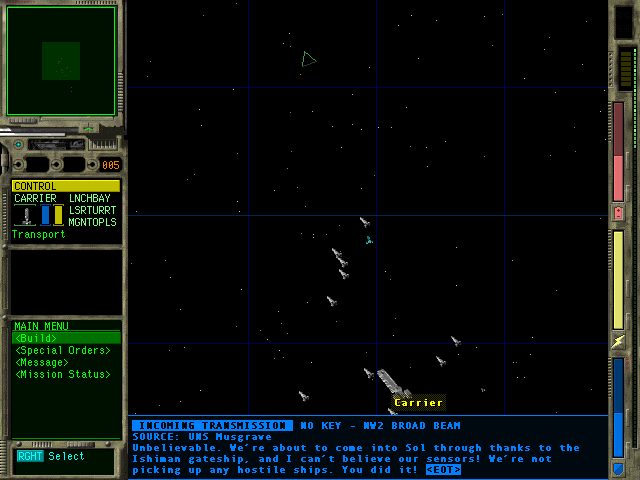 005
CONTROL
CARRIER LNCHBAY
LSRTURRT
MGNTOPLS
Transport
MAIN MENU
<Build>
<Special Orders>
<Message>
<Mission Status>
RGHT Select
Carrier
INCOMING TRANSMISSION NO KEY - NW2 BROAD BEAM
SOURCE: UNS Musgrave
Unbelievable. We're about to come into Sol through thanks to the
Ishiman gateship, and I can't believe our sensors! We're not
picking up any hostile ships. You did it! <EOT>